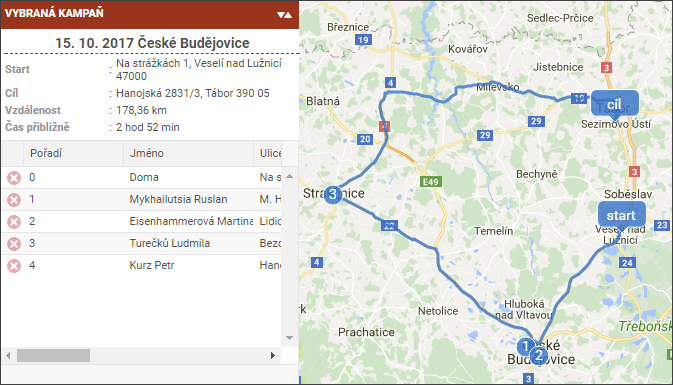 VYBRANÁ KAMPAŇ
15. 10. 2017 České Budějovice
Start : Na strážkách 1, Veselí nad Lužnicí
47000
Cíl : Hanojská 2831/3, Tábor 390 05
Vzdálenost : 178,36 km
Čas přibližně : 2 hod 52 min
Pořadí Jméno Ulice
0 Doma Na s
1 Mykhailutsia Ruslan M. H
2 Eisenhammerová Martina Lidic
3 Turečků Ludmila Bezd
4 Kurz Petr Hano
Březnice
Sedlec-Prčice
19
Kovářov
3
Jistebnice
4
Milevsko
Blatná
19
cíl
Sezimovo Ústí
20
4
29
29
Bechyně
3
E49
Soběslav
3
start
Veselí nad
Lužnicí
22
Temelín
23
24
Hluboká
nad Vltavou
Netolice
Třeboňsko
Prachatice
1
2
Budějovice